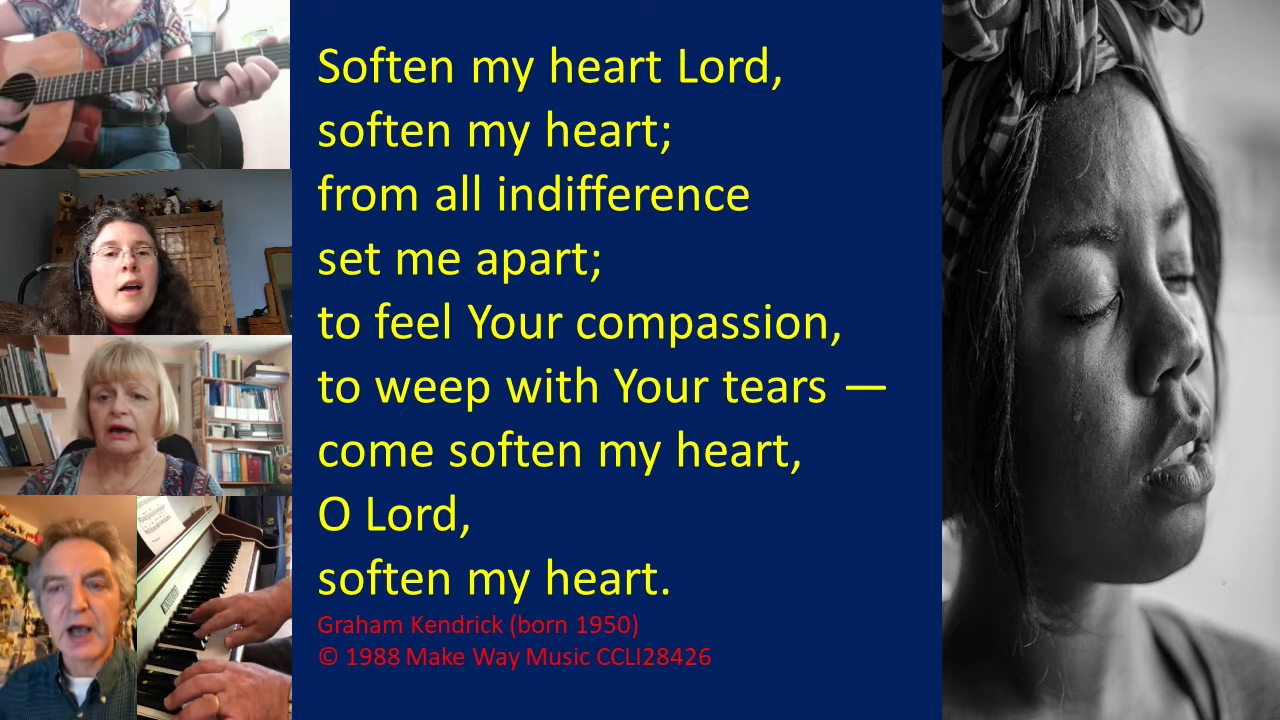 Soften my heart Lord,
soften my heart;
from all indifference
set me apart;
to feel Your compassion,
to weep with Your tears —
come soften my heart,
O Lord,
soften my heart.
Graham Kendrick (born 1950)
© 1988 Make Way Music CCLI28426